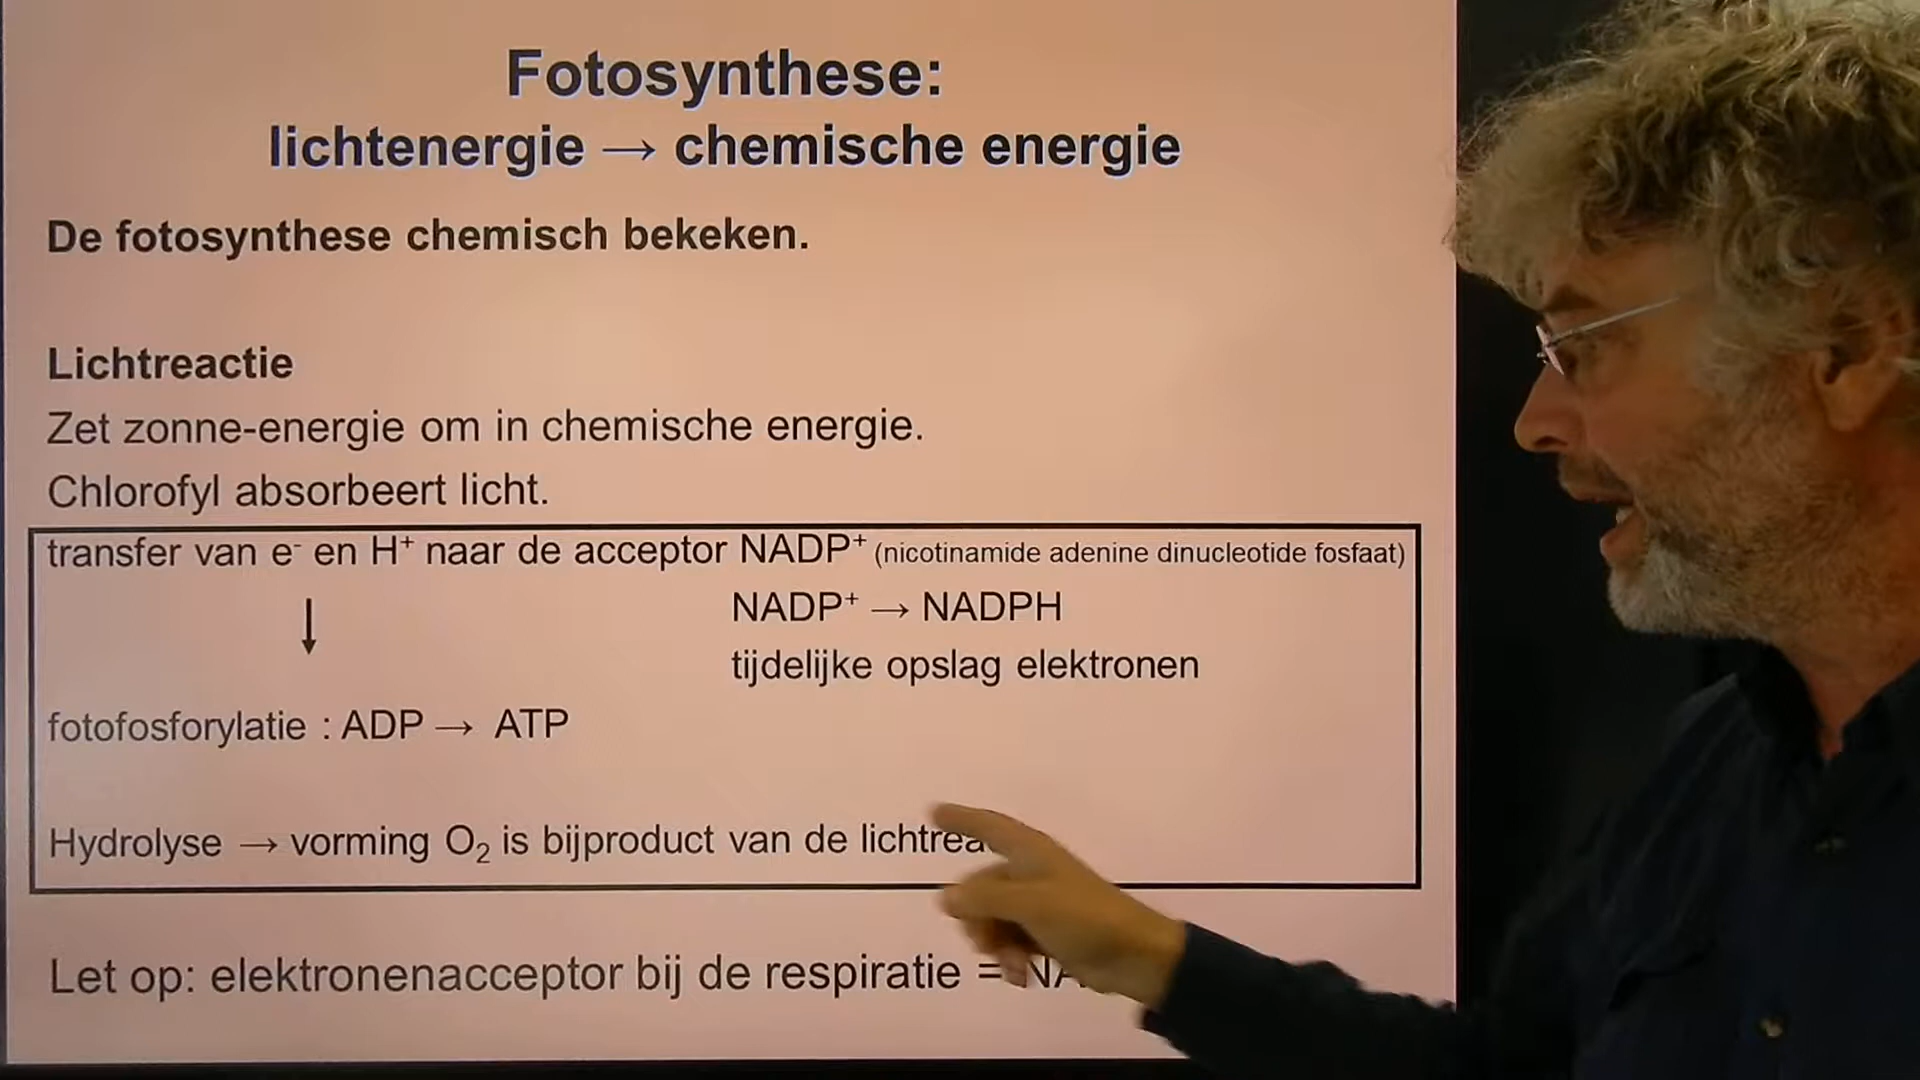 Fotosynthese:
lichtenergie → chemische energie
De fotosynthese chemisch bekeken.
Lichtreactie
Zet zonne-energie om in chemische energie.
Chlorofyl absorbeert licht.
transfer van e⁻ en H⁺ naar de acceptor NADP⁺ (nicotinamide adenine dinucleotide fosfaat)
↓
NADP⁺ → NADPH
tijdelijke opslag elektronen
fotofosforylatie : ADP → ATP
Hydrolyse → vorming O₂ is bijproduct van de
Let op: elektronenacceptor bij de respiratie =